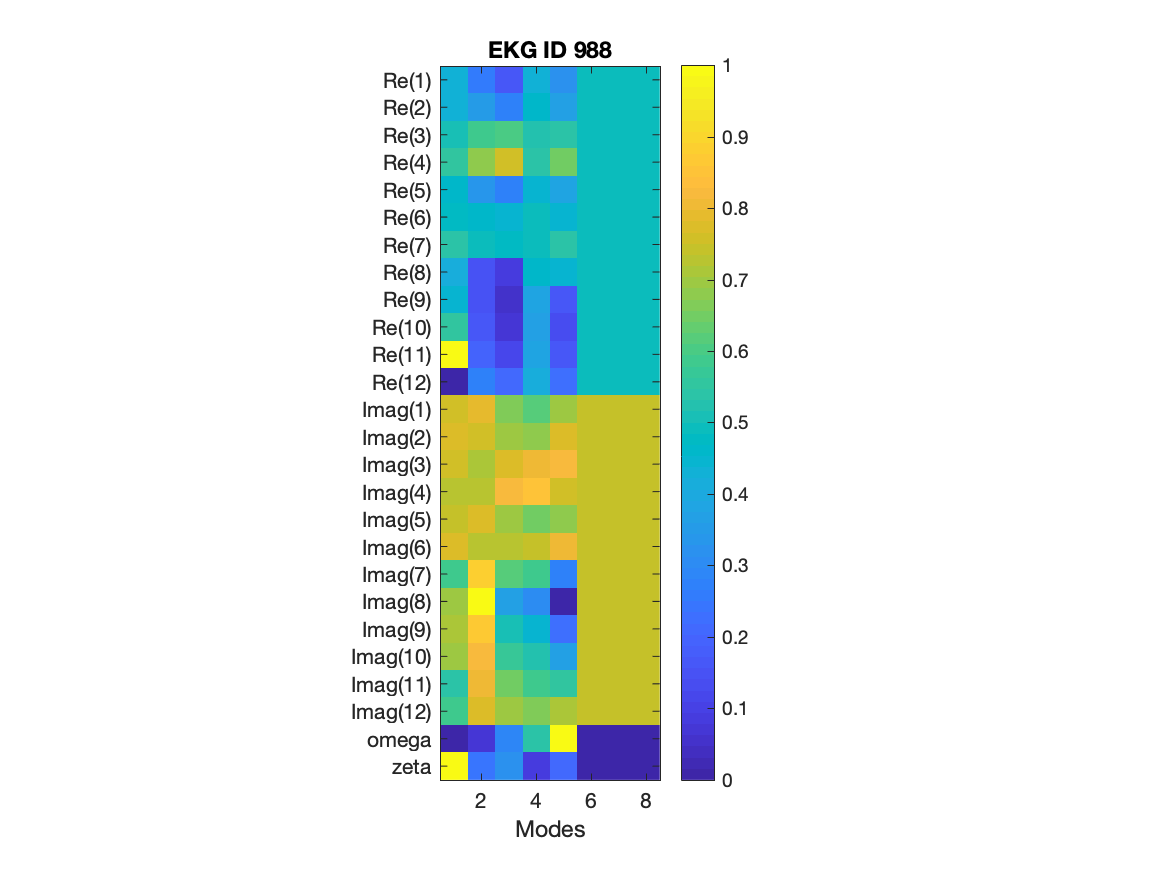 EKG ID 988
Re(1)
Re(2)
Re(3)
Re(4)
Re(5)
Re(6)
Re(7)
Re(8)
Re(9)
Re(10)
Re(11)
Re(12)
Imag(1)
Imag(2)
Imag(3)
Imag(4)
Imag(5)
Imag(6)
Imag(7)
Imag(8)
Imag(9)
Imag(10)
Imag(11)
Imag(12)
omega
zeta
2 4 6 8
Modes
1
0.9
0.8
0.7
0.6
0.5
0.4
0.3
0.2
0.1
0